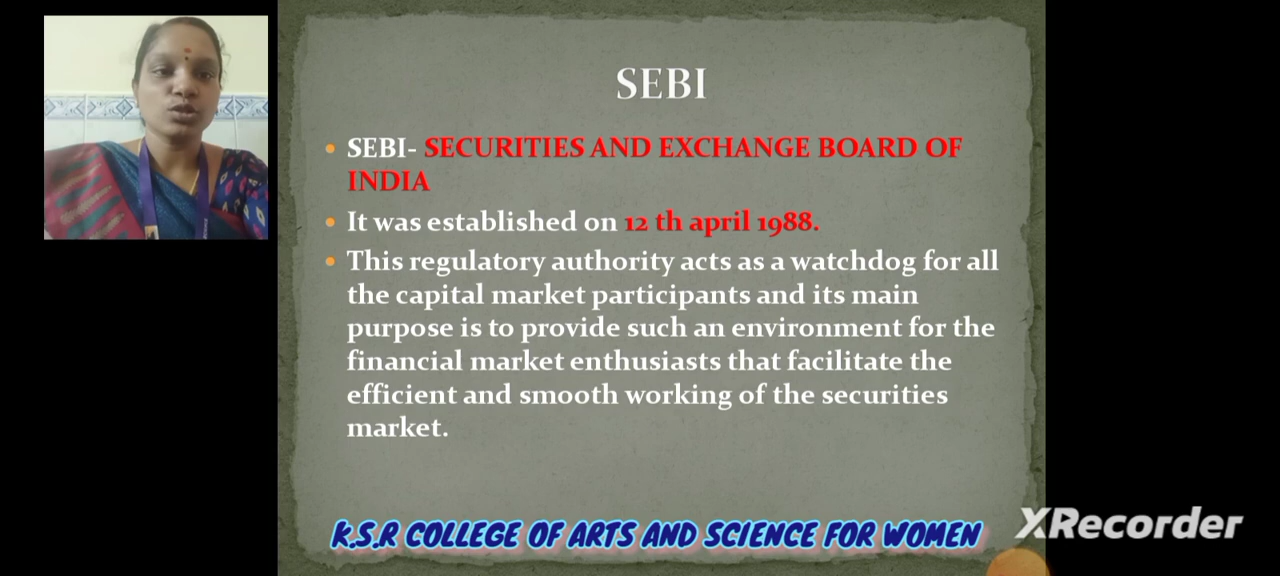 SEBI
SEBI- SECURITIES AND EXCHANGE BOARD OF
INDIA
It was established on 12 th april 1988.
This regulatory authority acts as a watchdog for all
the capital market participants and its main
purpose is to provide such an environment for the
financial market enthusiasts that facilitate the
efficient and smooth working of the securities
market.
K.S.R COLLEGE OF ARTS AND SCIENCE FOR WOMEN
XRecorder